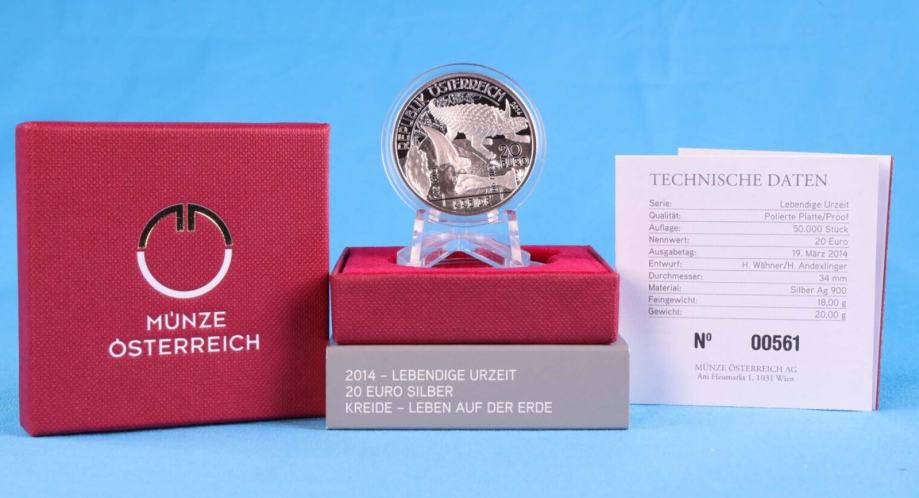 MÜNZE
ÖSTERREICH
REPUBLIK ÖSTERREICH
20
EURO
KREIDE
2014 – LEBENDIGE URZEIT
20 EURO SILBER
KREIDE – LEBEN AUF DER ERDE
TECHNISCHE DATEN
Serie: Lebendige Urzeit
Qualität: Polierte Platte/Proof
Auflage: 50.000 Stück
Nennwert: 20 Euro
Ausgabetag: 19. März 2014
Entwurf: H. Wähner/H. Andexlinger
Durchmesser: 34 mm
Material: Silber Ag 900
Feingewicht: 18,00 g
Gewicht: 20,00 g
Nº 00561
MÜNZE ÖSTERREICH AG
Am Heumarkt 1, 1031 Wien